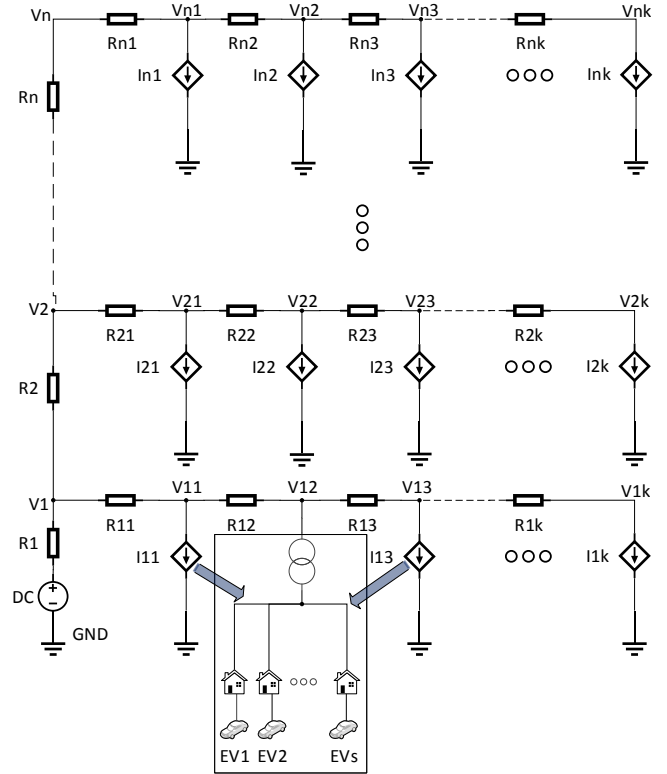 Vn Vn1 Vn2 Vn3 Vnk
Rn1 Rn2 Rn3 Rnk
Rn In1 In2 In3 Ink
V2 V21 V22 V23 V2k
R21 R22 R23 R2k
R2 I21 I22 I23 I2k
V1 V11 V12 V13 V1k
R11 R12 R13 R1k
R1 I11 I13 I1k
DC
GND
EV1 EV2 EVs